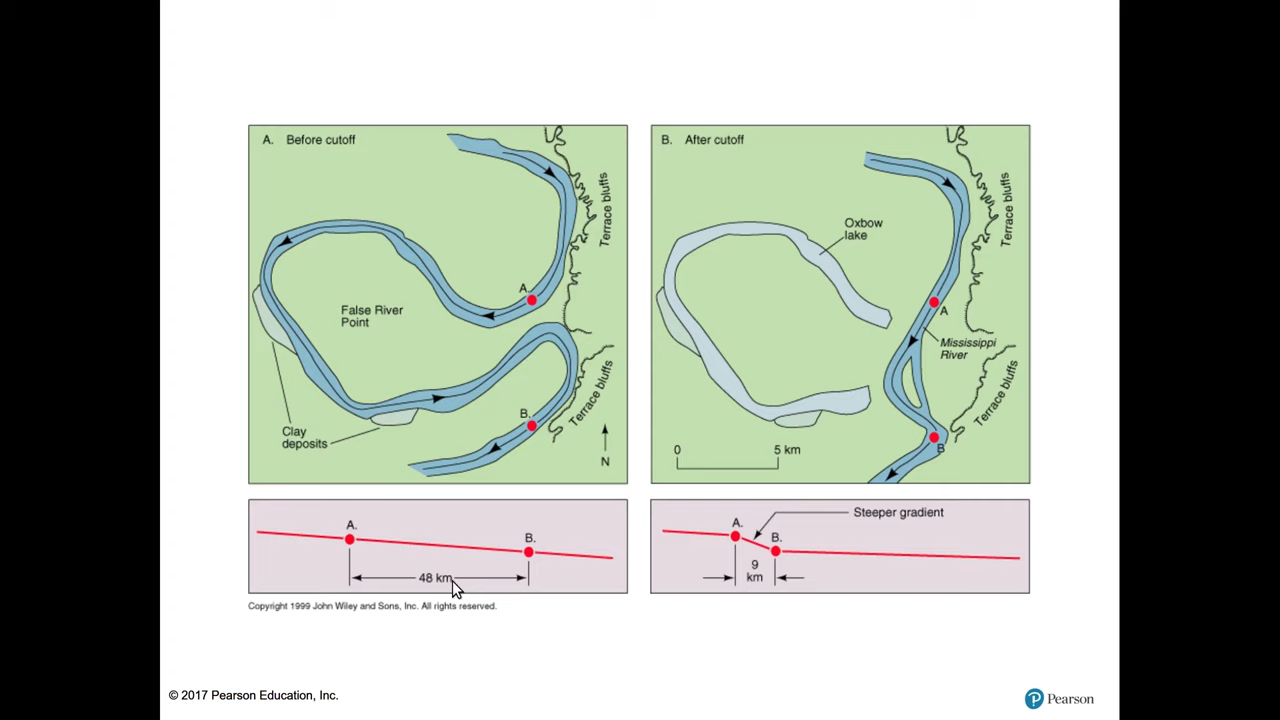 A. Before cutoff
Terrace bluffs
A.
False River
Point
Terrace bluffs
B.
Clay
deposits
N
B. After cutoff
Terrace bluffs
Oxbow
lake
A
Mississippi
River
Terrace bluffs
B
0 5 km
A.
B.
48 km
Steeper gradient
A.
B.
9
km
Copyright 1999 John Wiley and Sons, Inc. All rights reserved.
© 2017 Pearson Education, Inc.
P Pearson